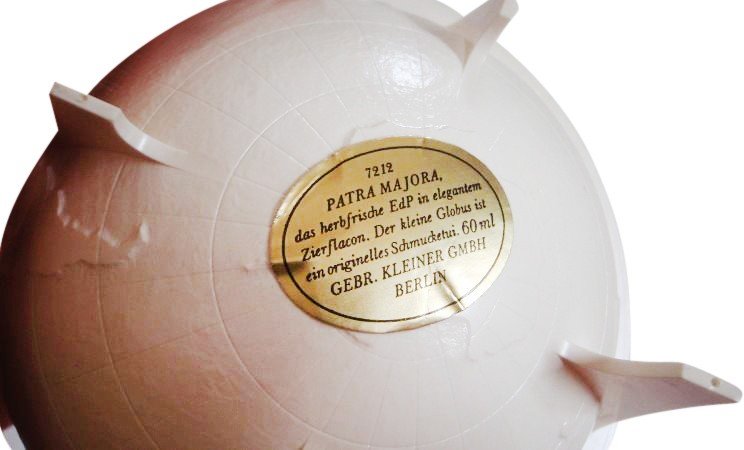 7212
PATRA MAJORA,
das herbfrische EdP in elegantem
Zierflacon. Der kleine Globus ist
ein originelles Schmucketui. 60 ml
GEBR. KLEINER GMBH
BERLIN